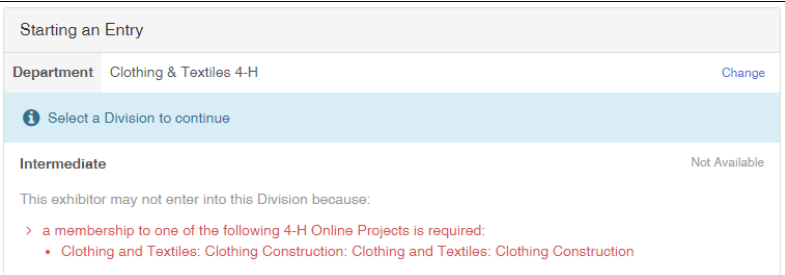 Starting an Entry
Department Clothing & Textiles 4-H Change
Select a Division to continue
Intermediate Not Available
This exhibitor may not enter into this Division because:
> a membership to one of the following 4-H Online Projects is required:
• Clothing and Textiles: Clothing Construction: Clothing and Textiles: Clothing Construction